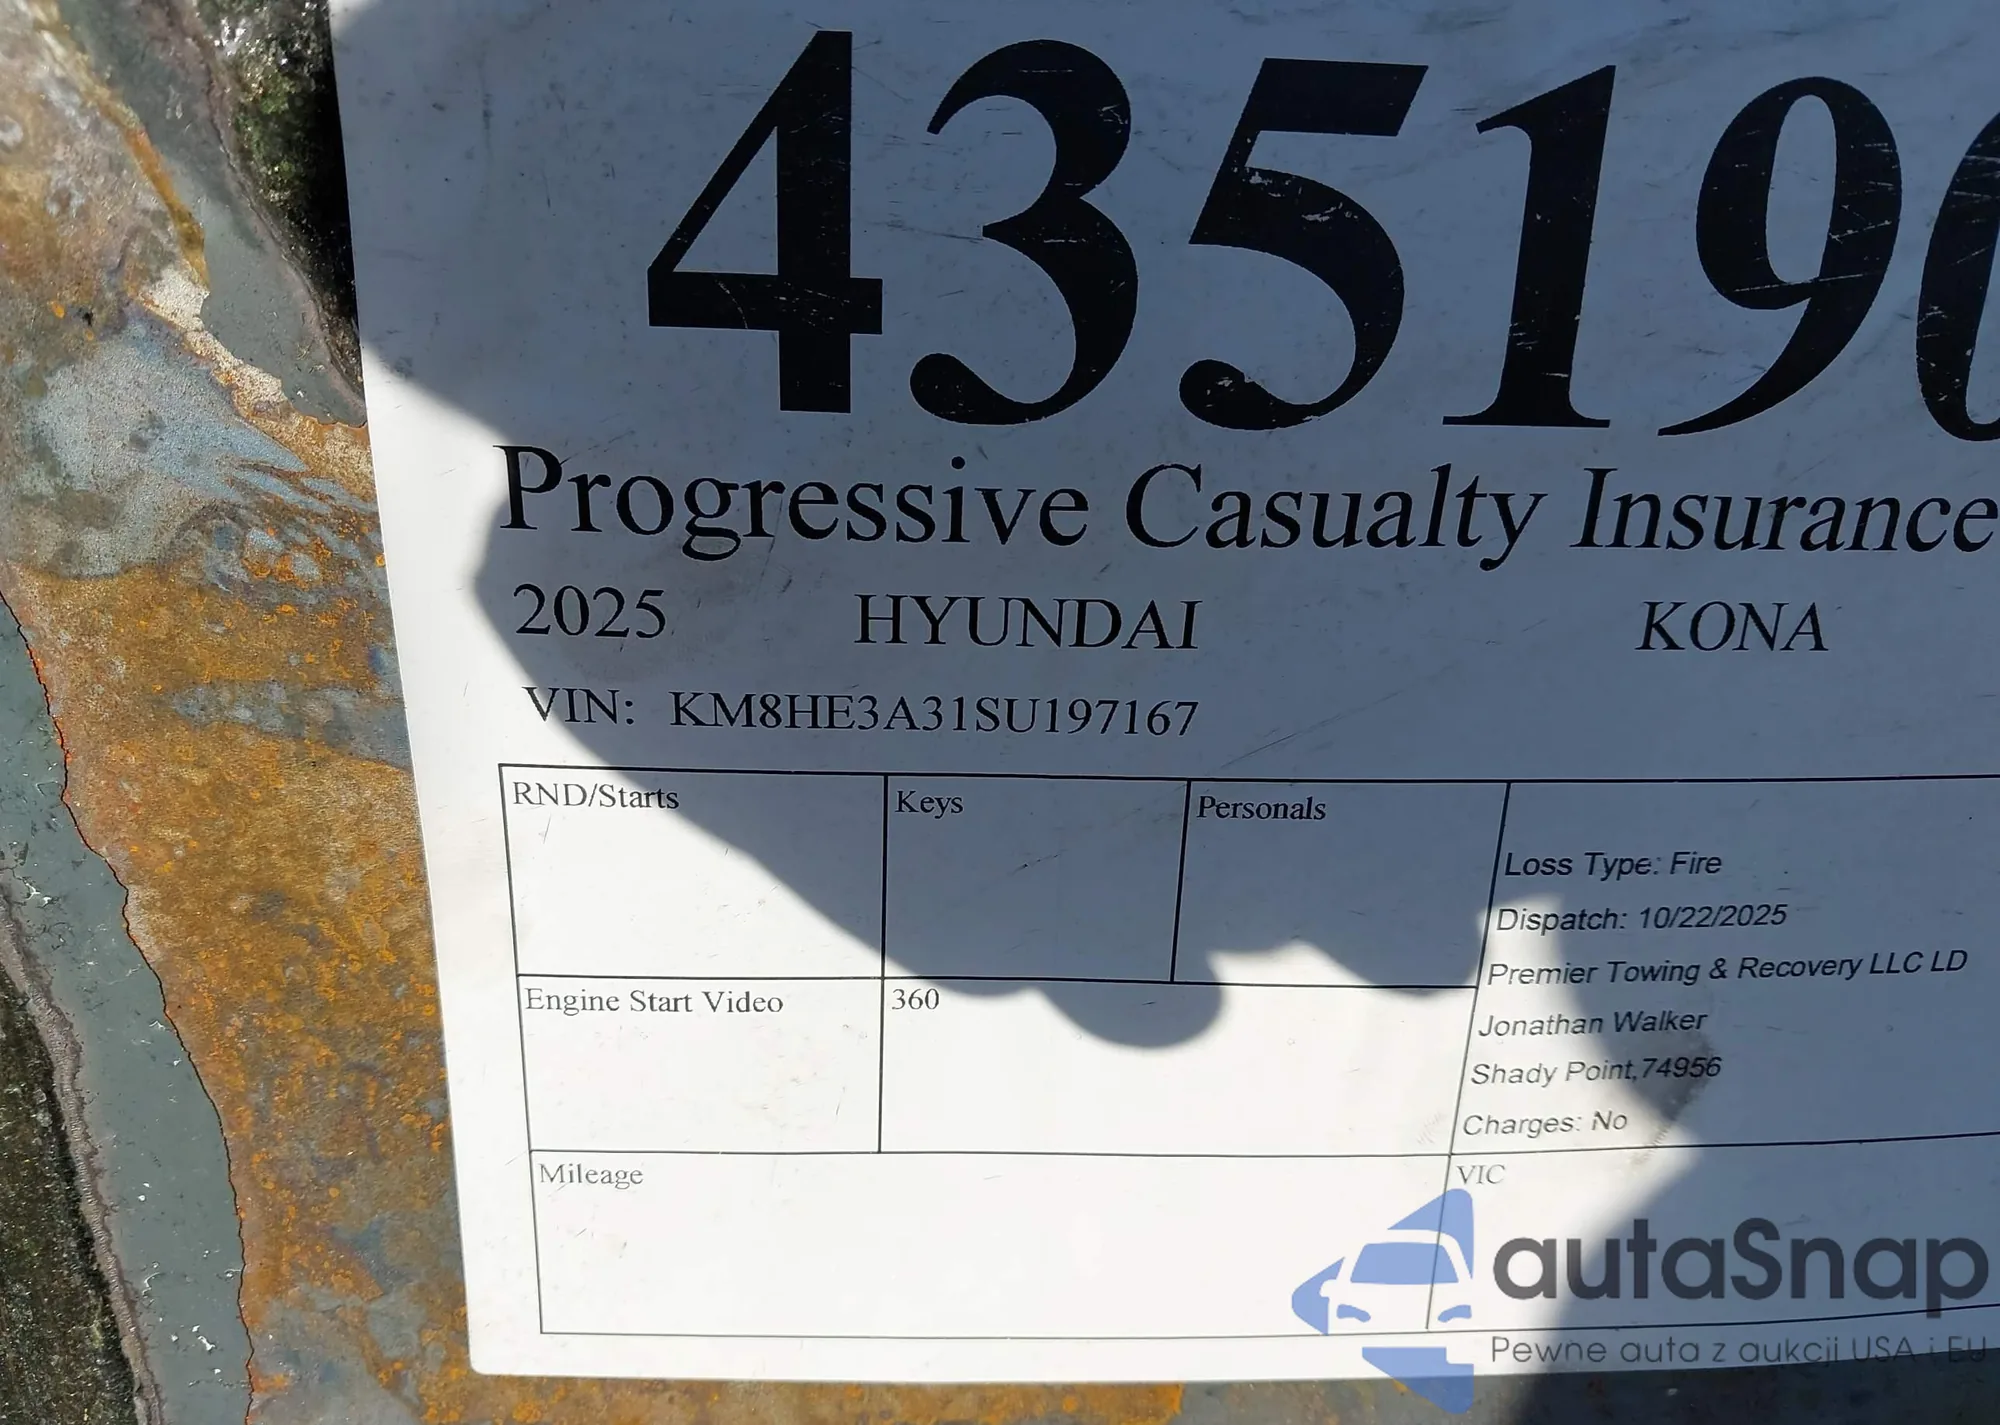 435190
Progressive Casualty Insurance
2025 HYUNDAI KONA
VIN: KM8HE3A31SU197167
RND/Starts Keys Personals
Loss Type: Fire
Dispatch: 10/22/2025
Premier Towing & Recovery LLC LD
Jonathan Walker
Shady Point,74956
Charges: No
Engine Start Video 360
Mileage VIC
autaSnap
Pewne auta z aukcji USA i EU